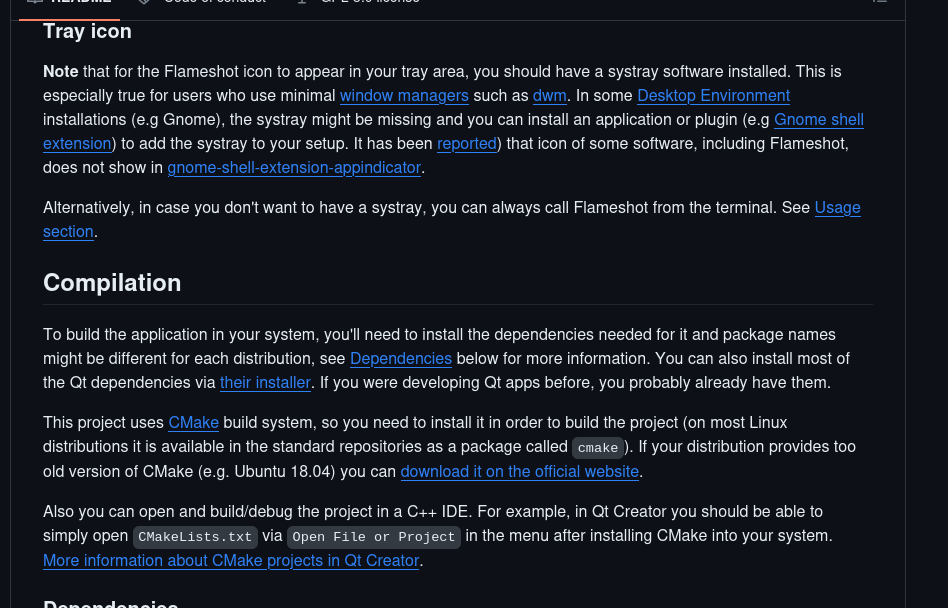 README Code of conduct GPL-3.0 license
Tray icon
Note that for the Flameshot icon to appear in your tray area, you should have a systray software installed. This is
especially true for users who use minimal window managers such as dwm. In some Desktop Environment
installations (e.g Gnome), the systray might be missing and you can install an application or plugin (e.g Gnome shell
extension) to add the systray to your setup. It has been reported) that icon of some software, including Flameshot,
does not show in gnome-shell-extension-appindicator.
Alternatively, in case you don't want to have a systray, you can always call Flameshot from the terminal. See Usage
section.
Compilation
To build the application in your system, you'll need to install the dependencies needed for it and package names
might be different for each distribution, see Dependencies below for more information. You can also install most of
the Qt dependencies via their installer. If you were developing Qt apps before, you probably already have them.
This project uses CMake build system, so you need to install it in order to build the project (on most Linux
distributions it is available in the standard repositories as a package called cmake). If your distribution provides too
old version of CMake (e.g. Ubuntu 18.04) you can download it on the official website.
Also you can open and build/debug the project in a C++ IDE. For example, in Qt Creator you should be able to
simply open CMakeLists.txt via Open File or Project in the menu after installing CMake into your system.
More information about CMake projects in Qt Creator.
Dependencies